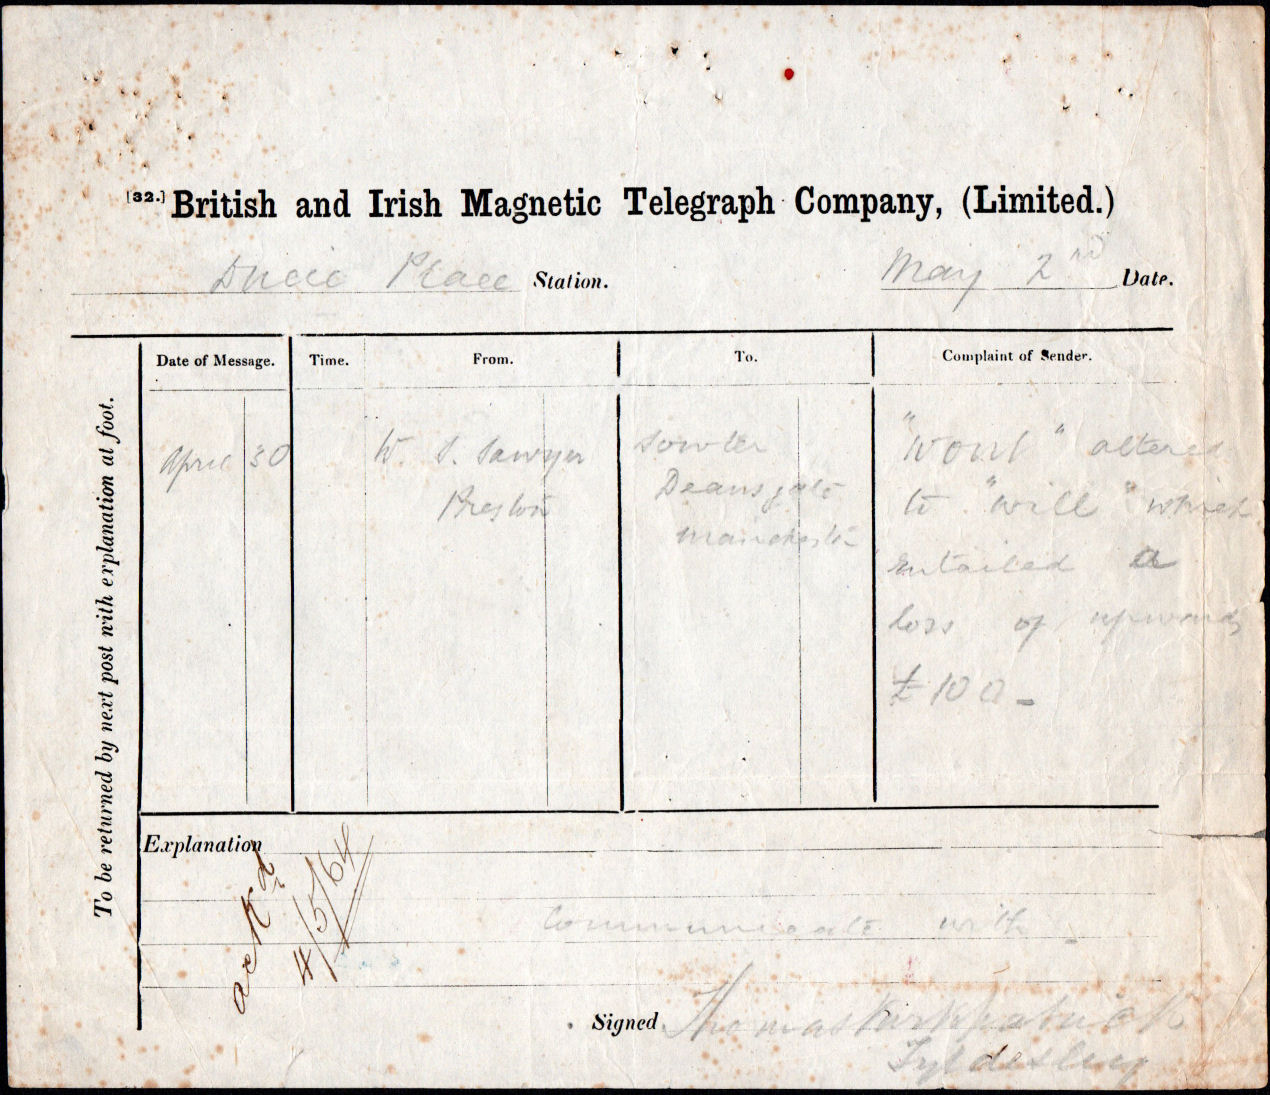 [32.] British and Irish Magnetic Telegraph Company, (Limited.)
Ducie Place Station. May 2nd Date.
To be returned by next post with explanation at foot.
Date of Message. Time. From. To. Complaint of Sender.
April 30 W. S. Sawyer Sowler "Wont" altered
Preston Deansgate to "will" which
Manchester entailed a
loss of upwards
£100 -
Explanation
ackd
4/5/64
Communicate with -
Signed Thomas Kirkpatrick
Tyldesley